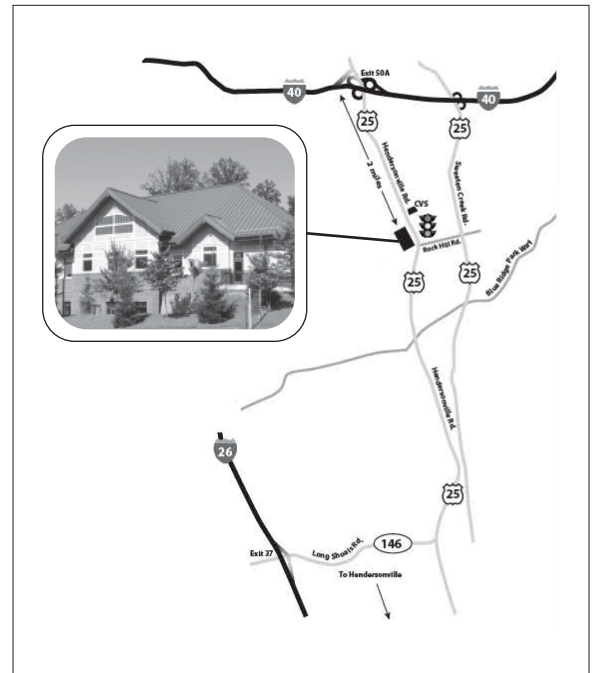 Exit 50A
40
40
25
25
Hendersonville Rd.
2 miles
Sweeten Creek Rd.
CVS
Rock Hill Rd.
25
25
Blue Ridge Park Way
Hendersonville Rd.
26
25
Exit 37
Long Shoals Rd.
146
To Hendersonville